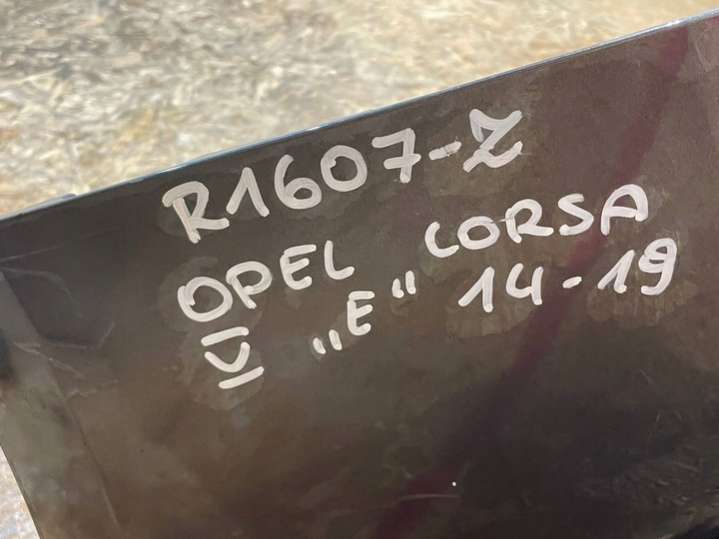 R1607-Z
OPEL CORSA
V „E“ 14-19